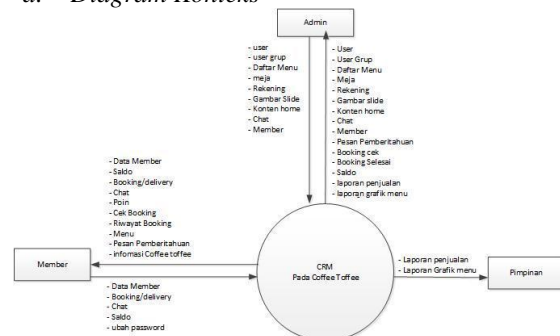 a. Diagram Konteks
Admin
- user
- user grup
- Daftar Menu
- meja
- Rekening
- Gambar Slide
- Konten home
- Chat
- Member
- User
- User Grup
- Daftar Menu
- Meja
- Rekening
- Gambar slide
- Konten home
- Chat
- Member
- Pesan Pemberitahuan
- Booking cek
- Booking Selesai
- Saldo
- laporan penjualan
- laporan grafik menu
- Data Member
- Saldo
- Booking/delivery
- Chat
- Poin
- Cek Booking
- Riwayat Booking
- Menu
- Pesan Pemberitahuan
- infomasi Coffee toffee
Member
CRM
Pada Coffee Toffee
- Laporan penjualan
- Laporan Grafik menu
Pimpinan
- Data Member
- Booking/delivery
- Chat
- Saldo
- ubah password